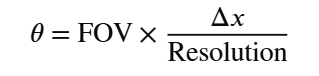 θ = FOV × Δx / Resolution